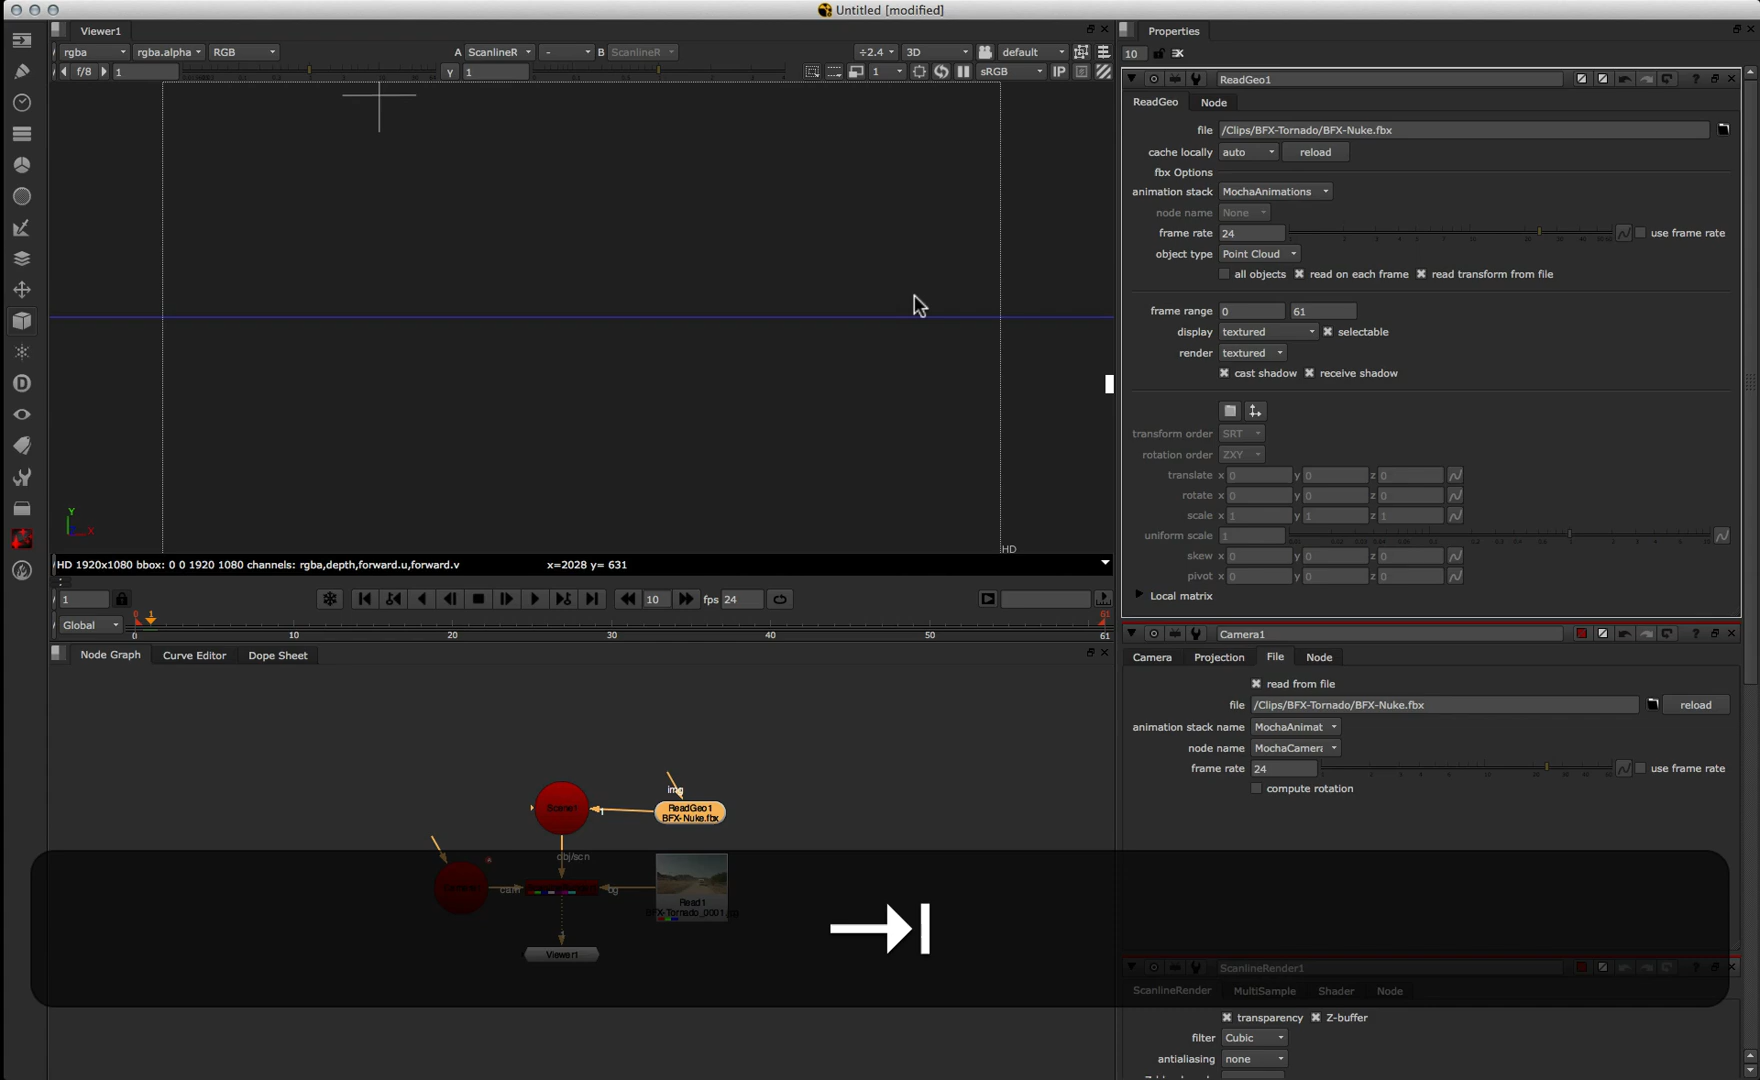 Untitled [modified]
Viewer1
rgba rgba.alpha RGB A ScanlineR - B ScanlineR ÷2.4 3D default
f/8 1 γ 1 1 sRGB IP
HD
Y
X
HD 1920x1080 bbox: 0 0 1920 1080 channels: rgba,depth,forward.u,forward.v x=2028 y= 631
1 10 fps 24
Global 0 1 61
0 10 20 30 40 50 61
Node Graph Curve Editor Dope Sheet
img
Scene1
1
ReadGeo1
BFX-Nuke.fbx
obj/scn
cam
bg
Read1
BFX-Tornado_0001.jpg
Viewer1
Properties
10
ReadGeo1
ReadGeo Node
file /Clips/BFX-Tornado/BFX-Nuke.fbx
cache locally auto reload
fbx Options
animation stack MochaAnimations
node name None
frame rate 24 use frame rate
object type Point Cloud
all objects read on each frame read transform from file
frame range 0 61
display textured selectable
render textured
cast shadow receive shadow
transform order SRT
rotation order ZXY
translate x 0 y 0 z 0
rotate x 0 y 0 z 0
scale x 1 y 1 z 1
uniform scale 1
skew x 0 y 0 z 0
pivot x 0 y 0 z 0
Local matrix
Camera1
Camera Projection File Node
read from file
file /Clips/BFX-Tornado/BFX-Nuke.fbx reload
animation stack name MochaAnimat
node name MochaCamera
frame rate 24 use frame rate
compute rotation
ScanlineRender1
ScanlineRender MultiSample Shader Node
transparency Z-buffer
filter Cubic
antialiasing none